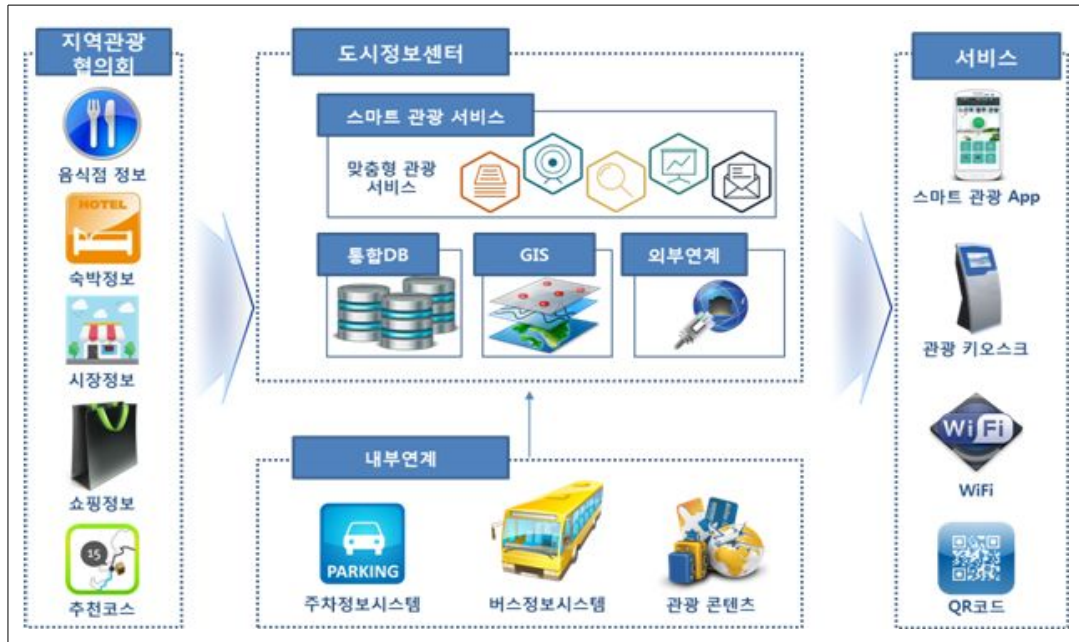 지역관광
협의회
음식점 정보
HOTEL
숙박정보
시장정보
쇼핑정보
15
추천코스
도시정보센터
스마트 관광 서비스
맞춤형 관광
서비스
통합DB
GIS
외부연계
내부연계
PARKING
주차정보시스템
버스정보시스템
관광 콘텐츠
서비스
스마트 관광 App
관광 키오스크
WiFi
WiFi
QR코드